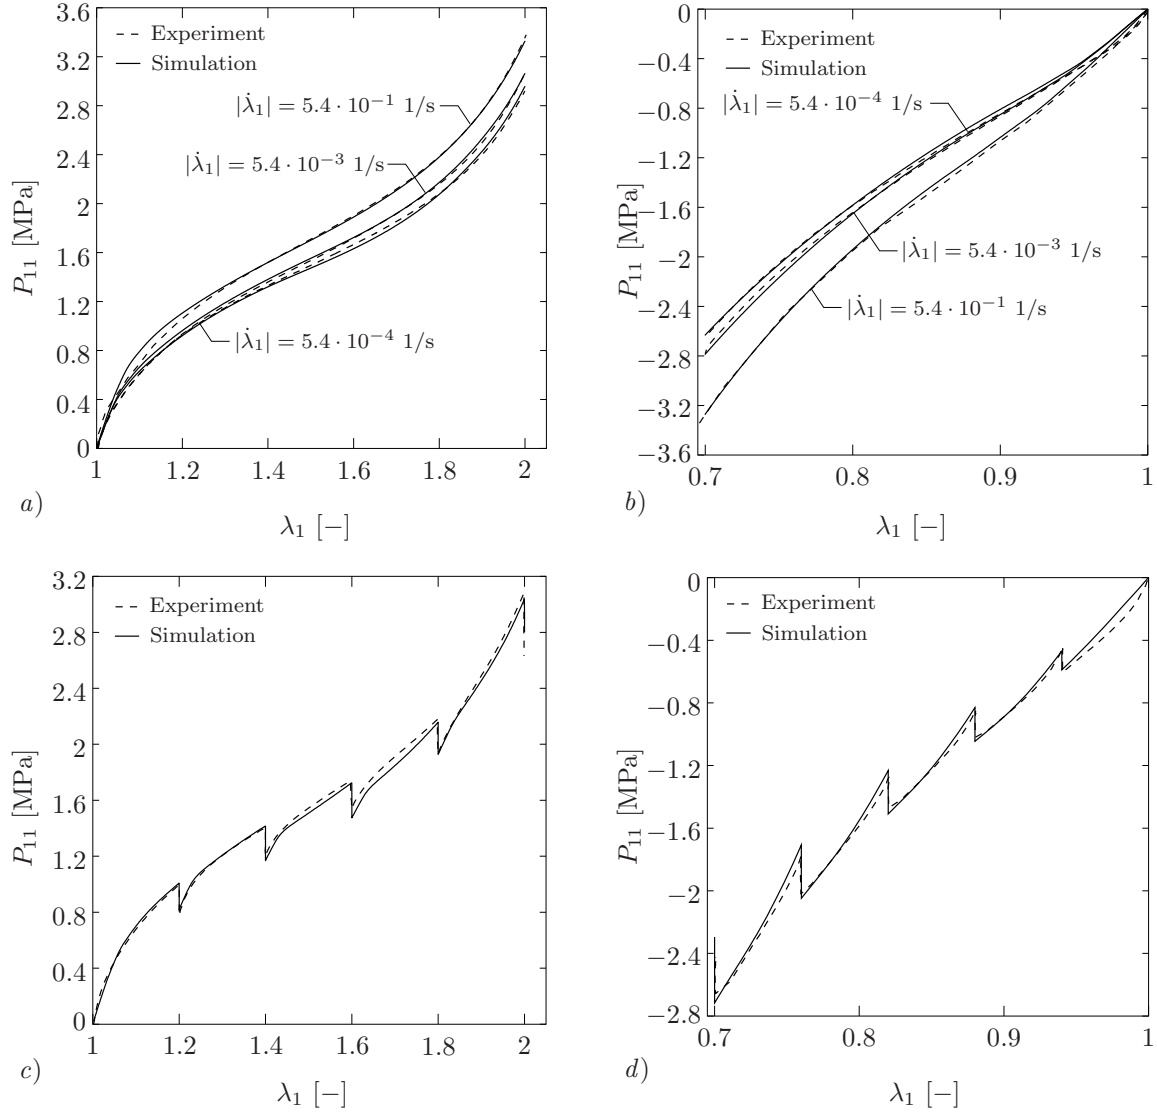 3.6
3.2
2.8
2.4
2
1.6
1.2
0.8
0.4
0
P₁₁ [MPa]
Experiment
Simulation
|λ̇₁| = 5.4 · 10⁻¹ 1/s
|λ̇₁| = 5.4 · 10⁻³ 1/s
|λ̇₁| = 5.4 · 10⁻⁴ 1/s
1 1.2 1.4 1.6 1.8 2
a)
λ₁ [−]
0
−0.4
−0.8
−1.2
−1.6
−2
−2.4
−2.8
−3.2
−3.6
P₁₁ [MPa]
Experiment
Simulation
|λ̇₁| = 5.4 · 10⁻⁴ 1/s
|λ̇₁| = 5.4 · 10⁻³ 1/s
|λ̇₁| = 5.4 · 10⁻¹ 1/s
0.7 0.8 0.9 1
b)
λ₁ [−]
3.2
2.8
2.4
2
1.6
1.2
0.8
0.4
0
P₁₁ [MPa]
Experiment
Simulation
1 1.2 1.4 1.6 1.8 2
c)
λ₁ [−]
0
−0.4
−0.8
−1.2
−1.6
−2
−2.4
−2.8
P₁₁ [MPa]
Experiment
Simulation
0.7 0.8 0.9 1
d)
λ₁ [−]